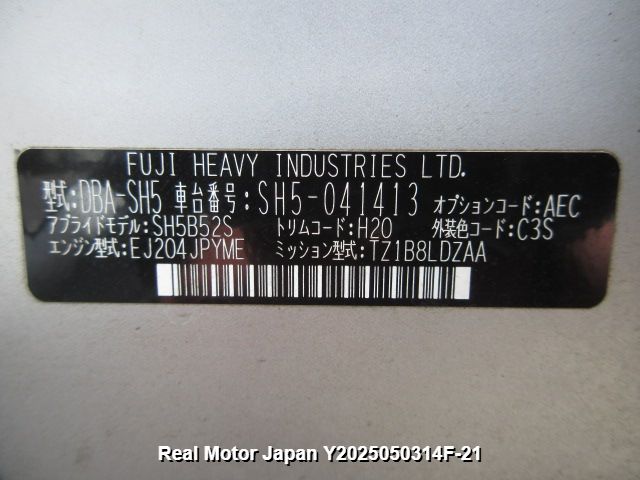 FUJI HEAVY INDUSTRIES LTD.
型式:DBA-SH5 車台番号:SH5-041413 オプションコード:AEC
アプライドモデル:SH5B52S トリムコード:H20 外装色コード:C3S
エンジン型式:EJ204JPYME ミッション型式:TZ1B8LDZAA
Real Motor Japan Y2025050314F-21